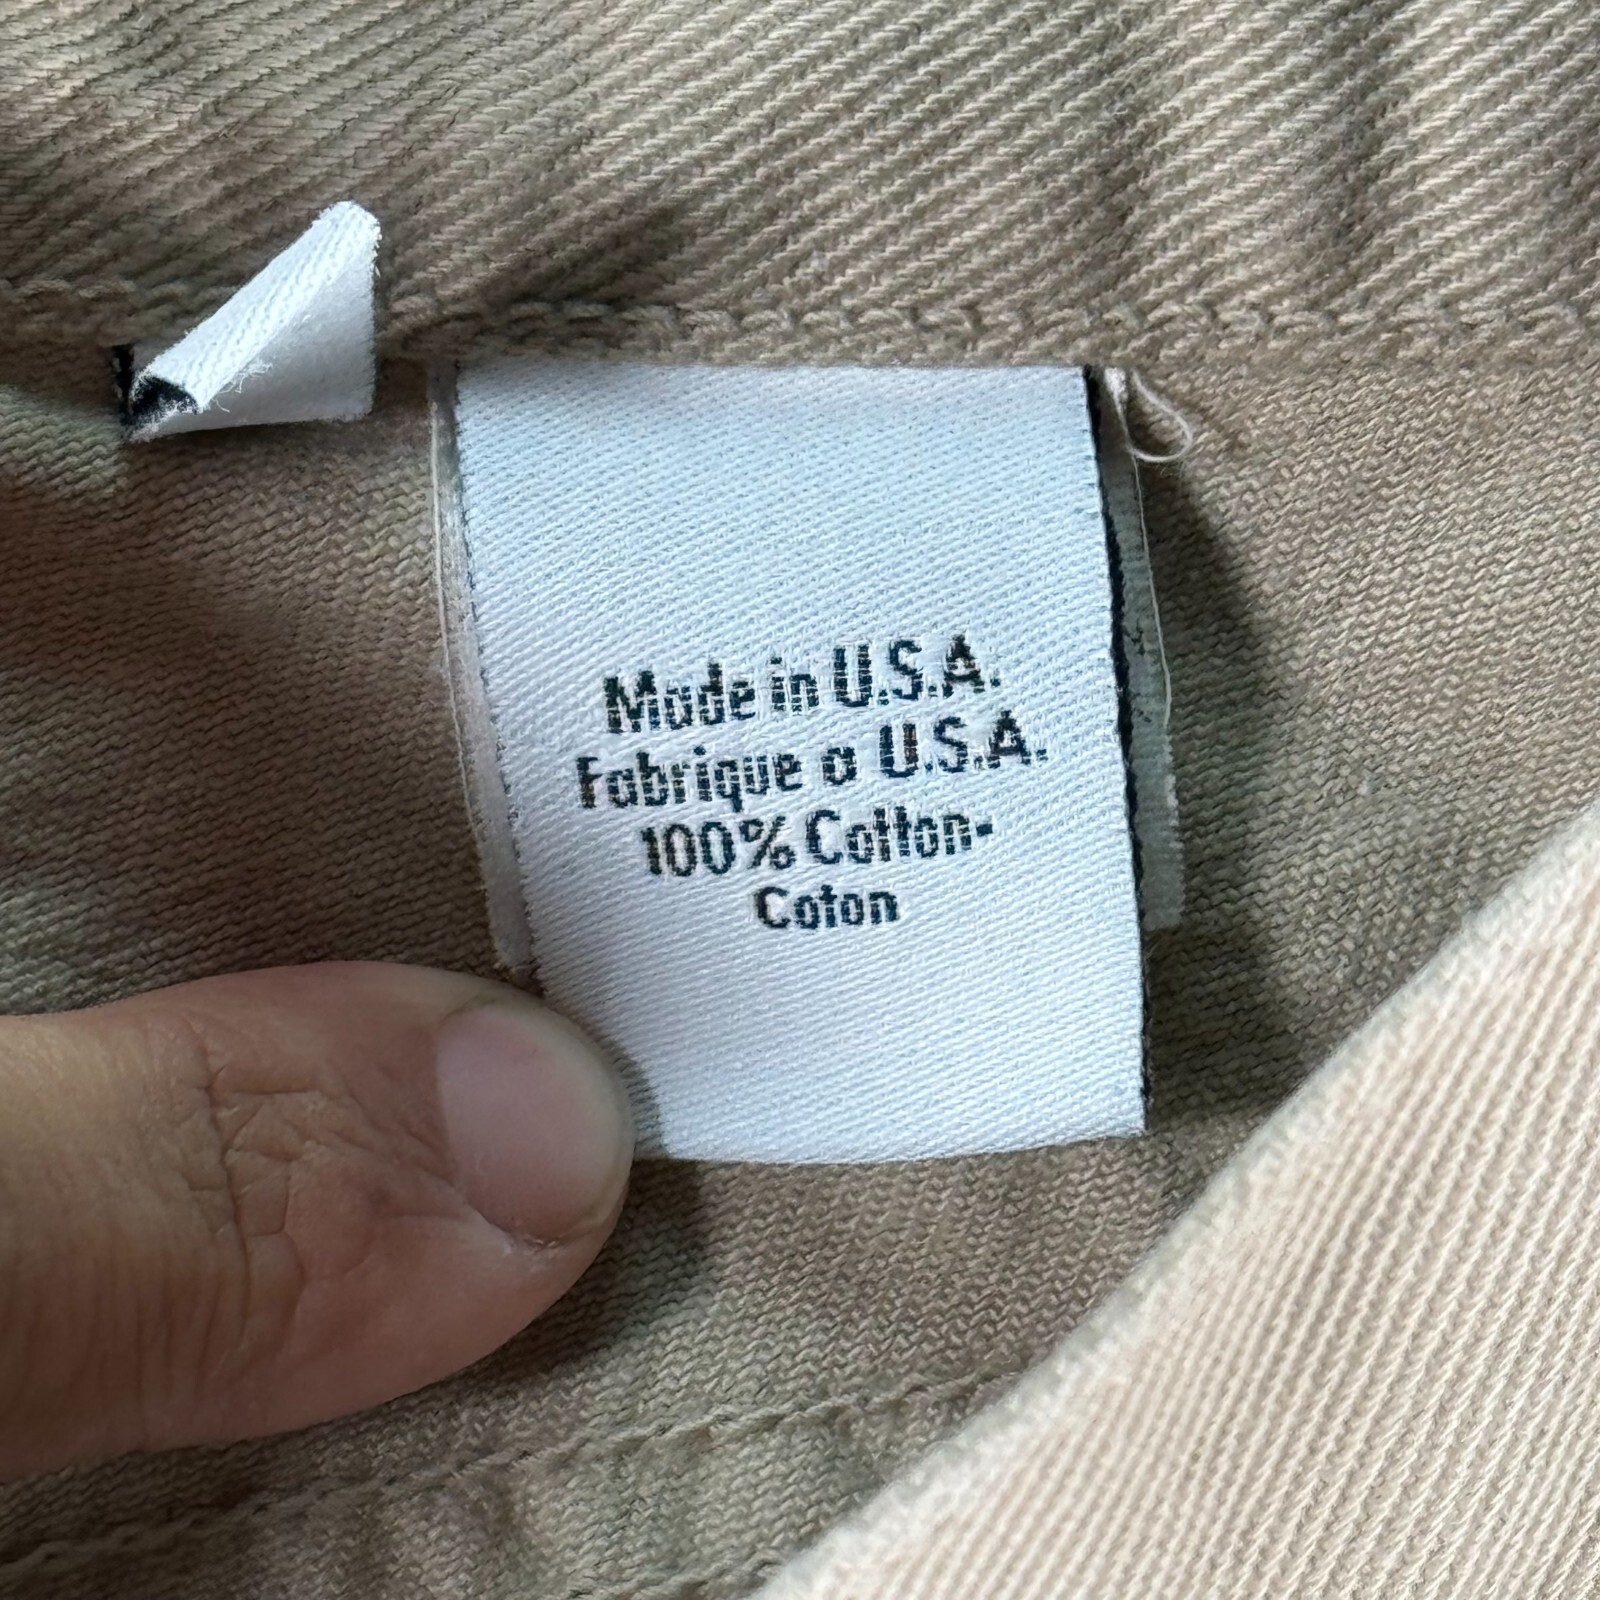 Made in U.S.A.
Fabrique a U.S.A.
100% Cotton-
Coton